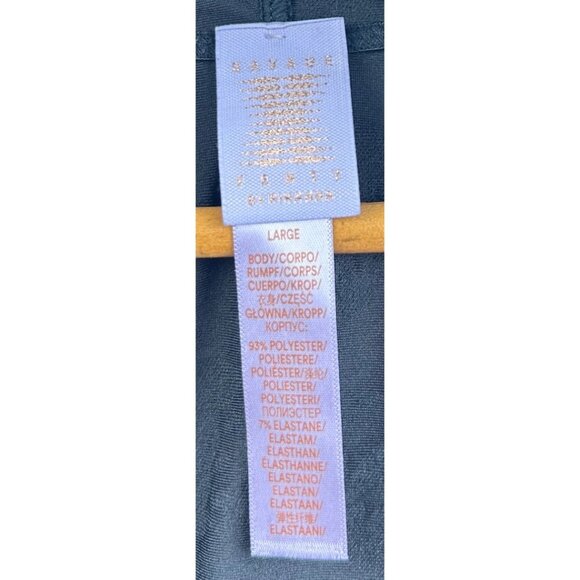 SAVAGE
FENTY
BY RIHANNA
LARGE
BODY/CORPO/
RUMPF/CORPS/
CUERPO/KROP/
衣身/CZĘŚĆ
GŁÓWNA/KROPP/
КОРПУС:
93% POLYESTER/
POLIESTERE/
POLIÉSTER/涤纶/
POLIESTER/
POLYESTERI/
ПОЛИЭСТЕР
7% ELASTANE/
ELASTAM/
ELASTHAN/
ÉLASTHANNE/
ELASTANO/
ELASTAN/
ELASTAAN/
弹性纤维/
ELASTAANI/